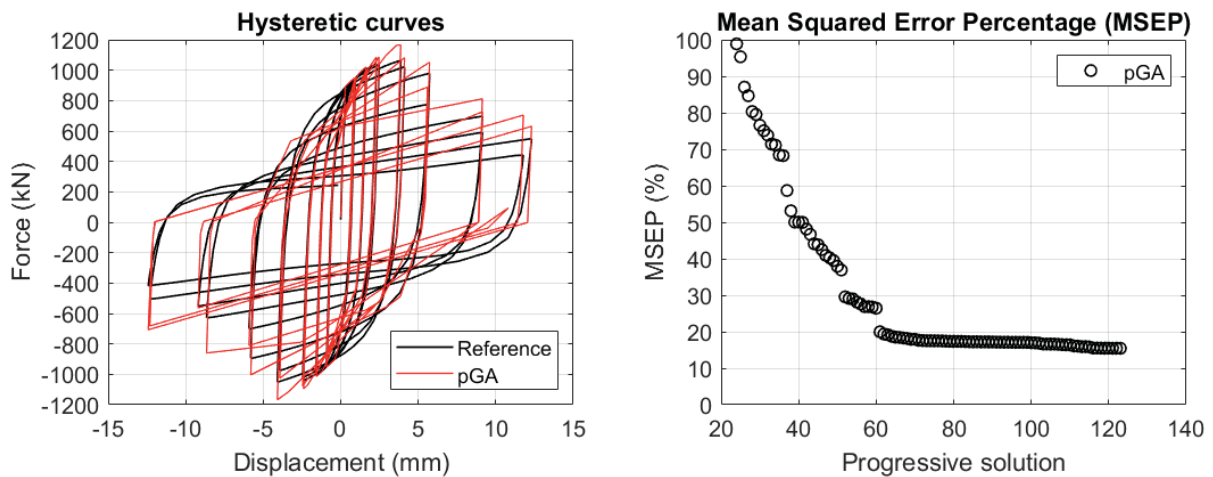 Hysteretic curves
Force (kN)
1200
1000
800
600
400
200
0
-200
-400
-600
-800
-1000
-1200
Reference
pGA
-15 -10 -5 0 5 10 15
Displacement (mm)
Mean Squared Error Percentage (MSEP)
MSEP (%)
100
90
80
70
60
50
40
30
20
10
0
pGA
20 40 60 80 100 120 140
Progressive solution